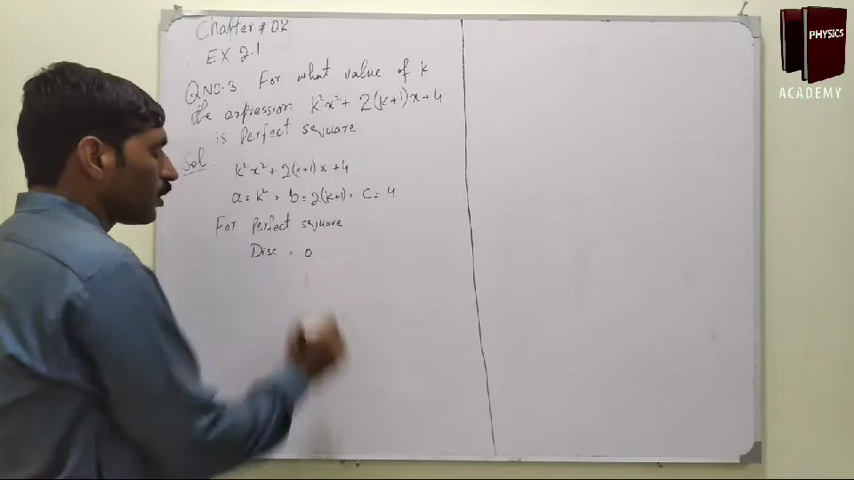 Chapter # 02
EX 2.1
QNO.3. For what value of k
the expression k²x² + 2(k+1)x + 4
is perfect square.
Sol
k²x² + 2(k+1)x + 4
a = k² , b = 2(k+1), c = 4
For perfect square
Disc = 0
PHYSICS
ACADEMY